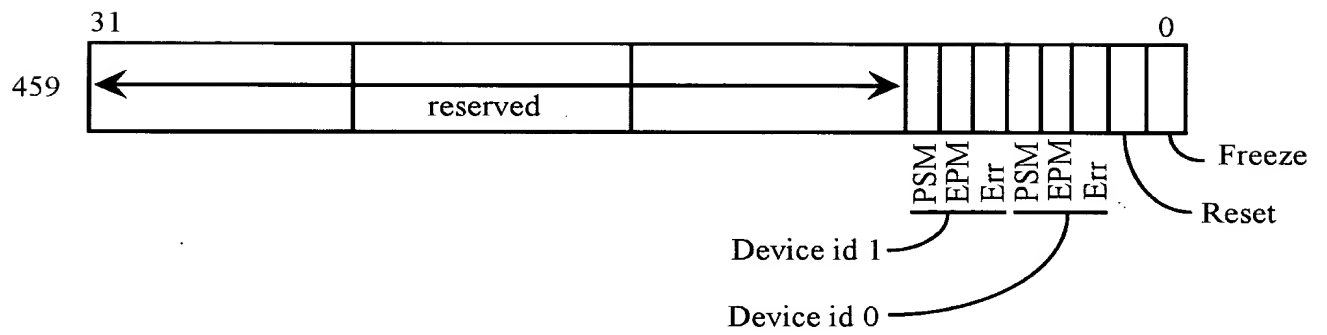 31 0
459
reserved
PSM EPM Err PSM EPM Err
Freeze
Reset
Device id 1
Device id 0